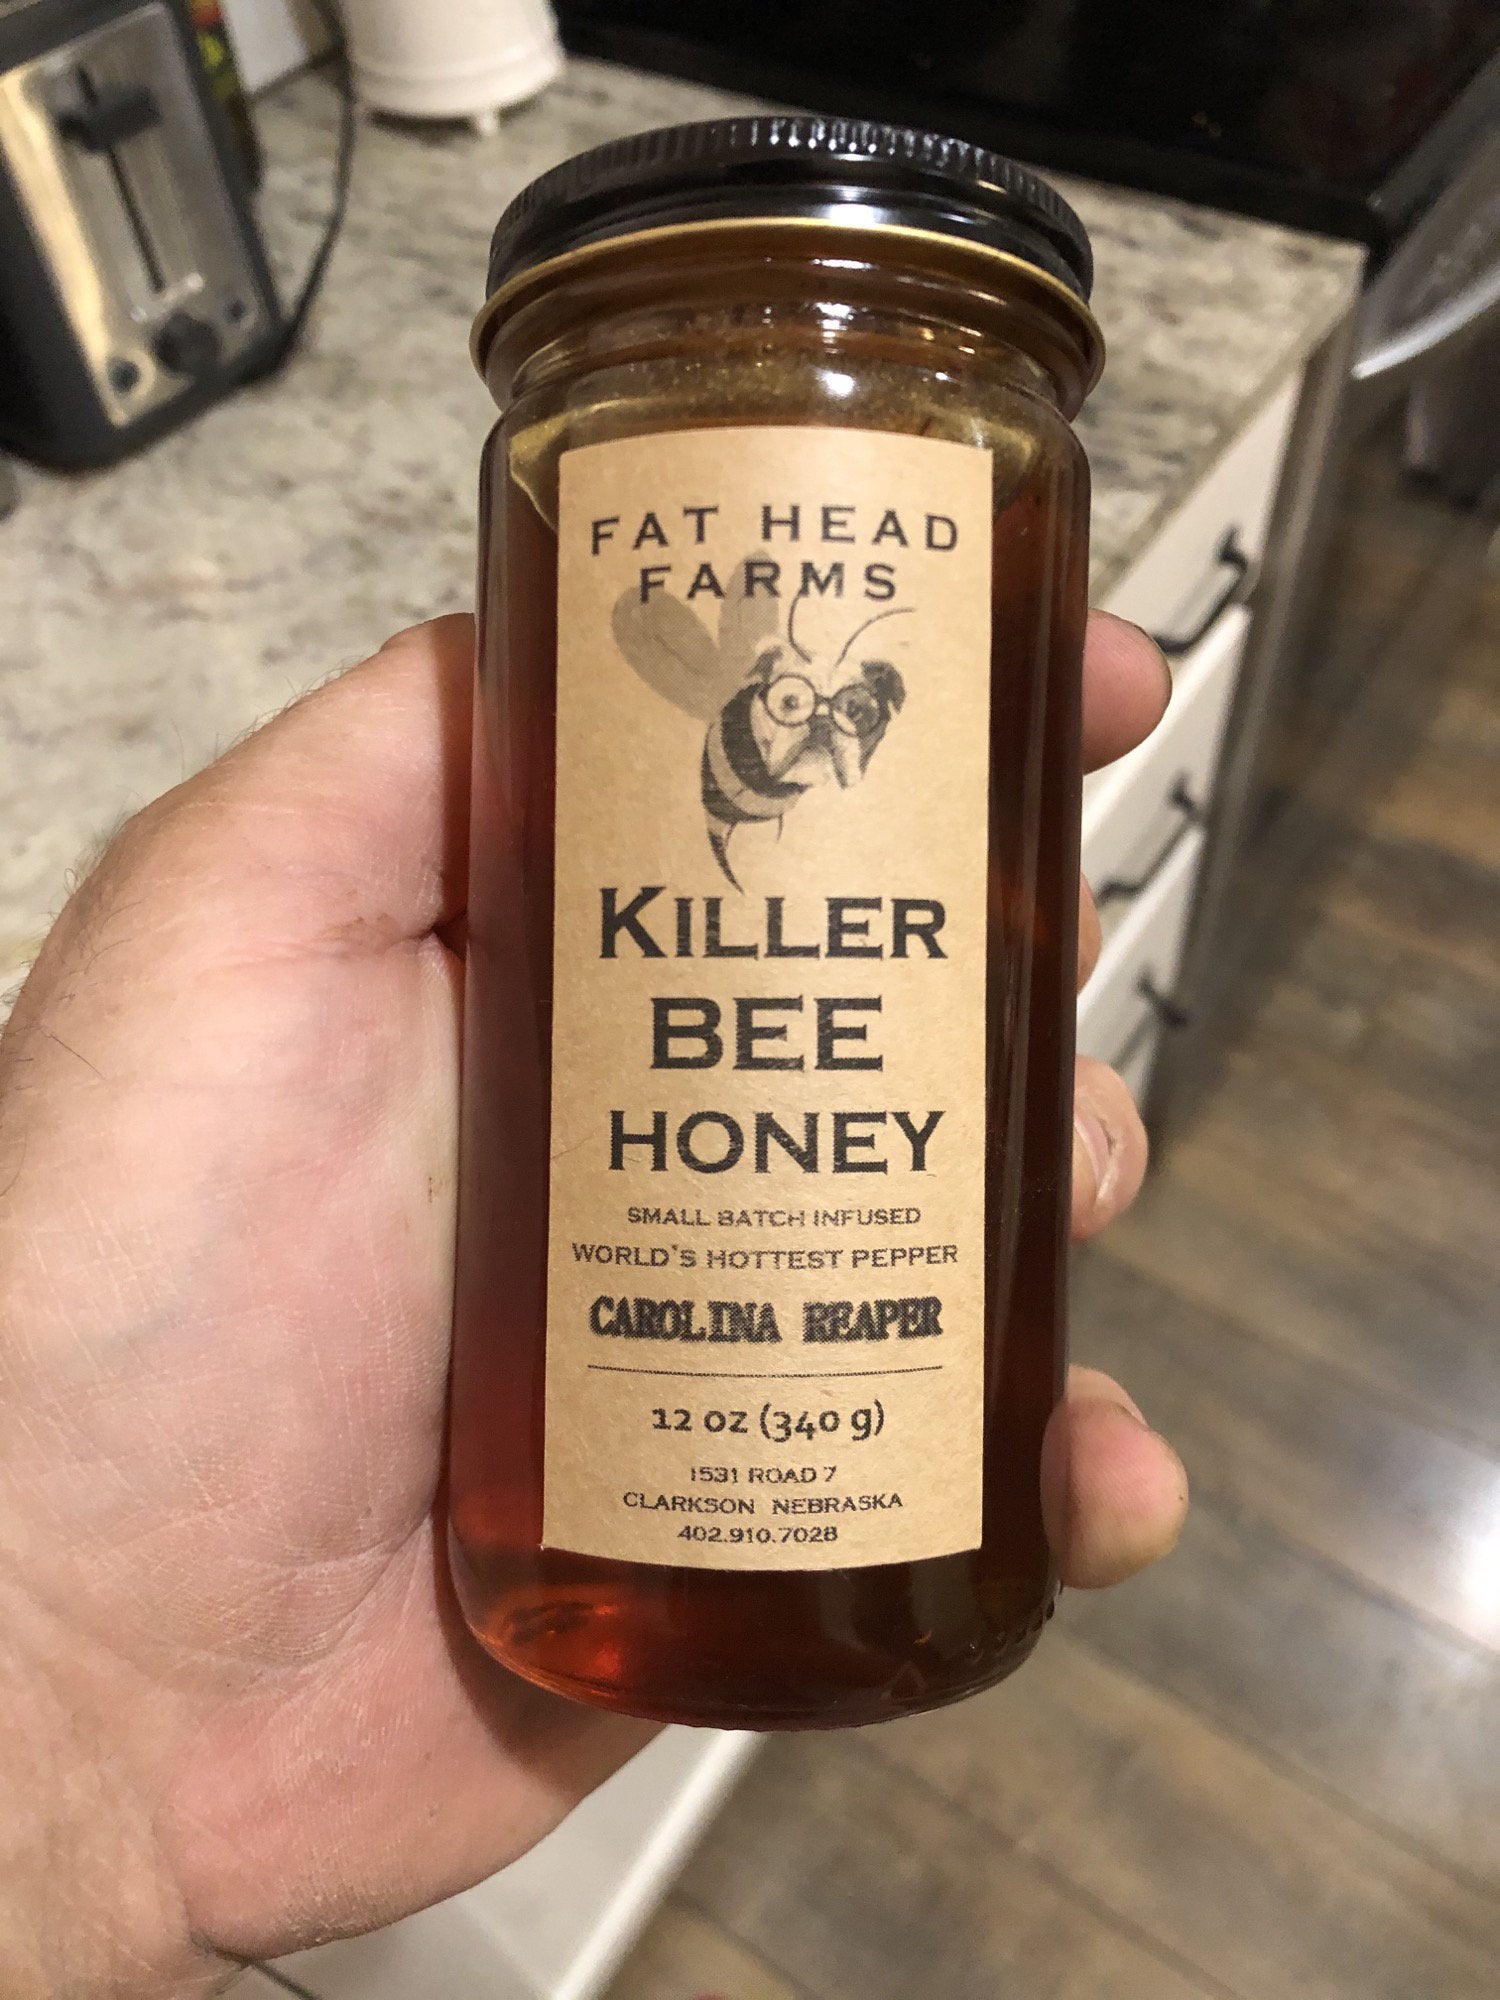 FAT HEAD
FARMS
KILLER
BEE
HONEY
SMALL BATCH INFUSED
WORLD'S HOTTEST PEPPER
CAROLINA REAPER
12 oz (340 g)
1531 ROAD 7
CLARKSON NEBRASKA
402.910.7028